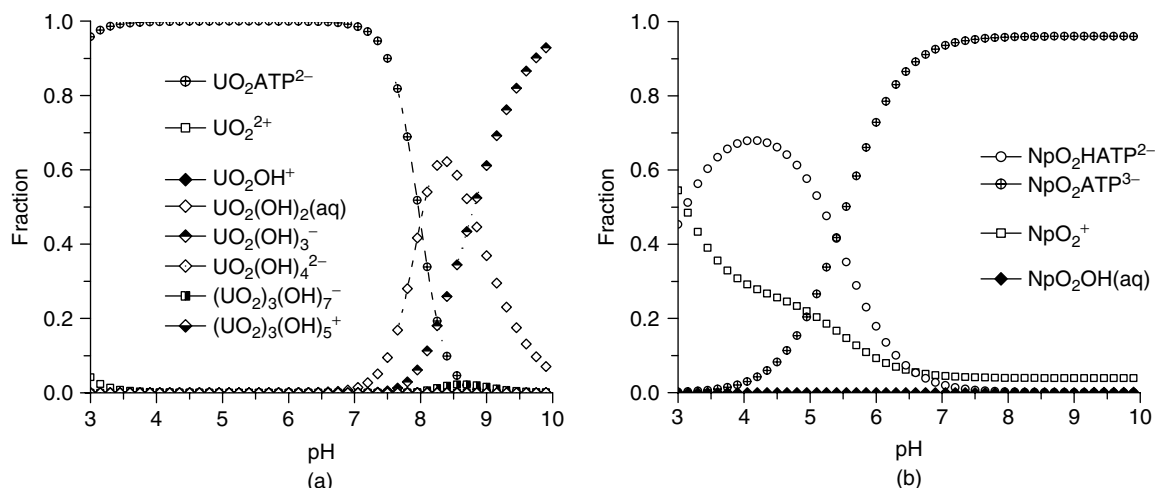 1.0
0.8
0.6
0.4
0.2
0.0
Fraction
UO₂ATP²⁻
UO₂²⁺
UO₂OH⁺
UO₂(OH)₂(aq)
UO₂(OH)₃⁻
UO₂(OH)₄²⁻
(UO₂)₃(OH)₇⁻
(UO₂)₃(OH)₅⁺
3 4 5 6 7 8 9 10
pH
(a)
1.0
0.8
0.6
0.4
0.2
0.0
Fraction
NpO₂HATP²⁻
NpO₂ATP³⁻
NpO₂⁺
NpO₂OH(aq)
3 4 5 6 7 8 9 10
pH
(b)